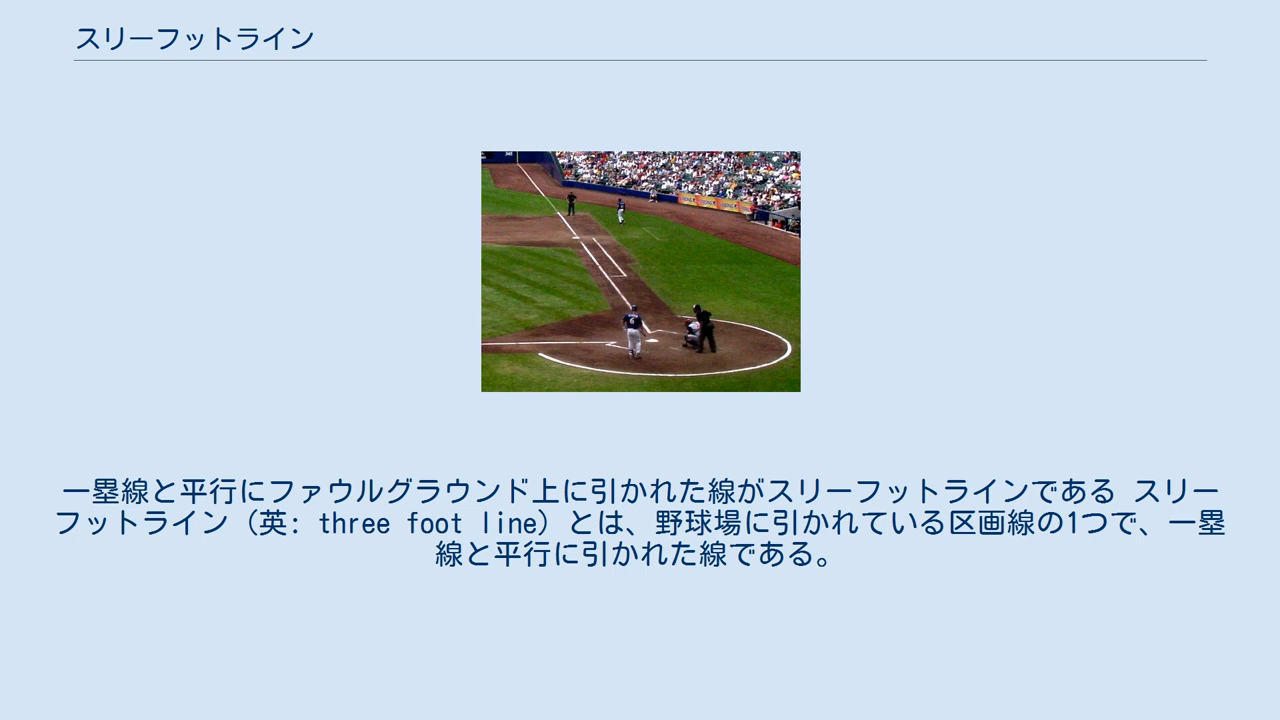 スリーフットライン
一塁線と平行にファウルグラウンド上に引かれた線がスリーフットラインである スリー
フットライン（英: three foot line）とは、野球場に引かれている区画線の1つで、一塁
線と平行に引かれた線である。